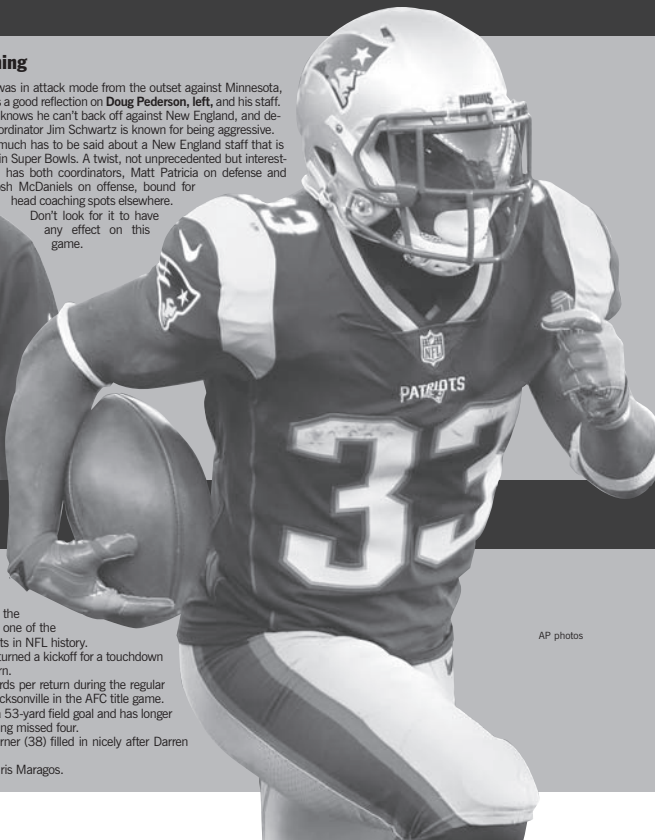 ning
was in attack mode from the outset against Minnesota,
s a good reflection on Doug Pederson, left, and his staff.
knows he can't back off against New England, and de-
ordinator Jim Schwartz is known for being aggressive.
much has to be said about a New England staff that is
in Super Bowls. A twist, not unprecedented but interest-
has both coordinators, Matt Patricia on defense and
sh McDaniels on offense, bound for
head coaching spots elsewhere.
Don't look for it to have
any effect on this
game.
33
NFL
PATRIOTS
33
the
one of the
ts in NFL history.
turned a kickoff for a touchdown
rn.
rds per return during the regular
cksonville in the AFC title game.
53-yard field goal and has longer
ng missed four.
rner (38) filled in nicely after Darren
ris Maragos.
AP photos